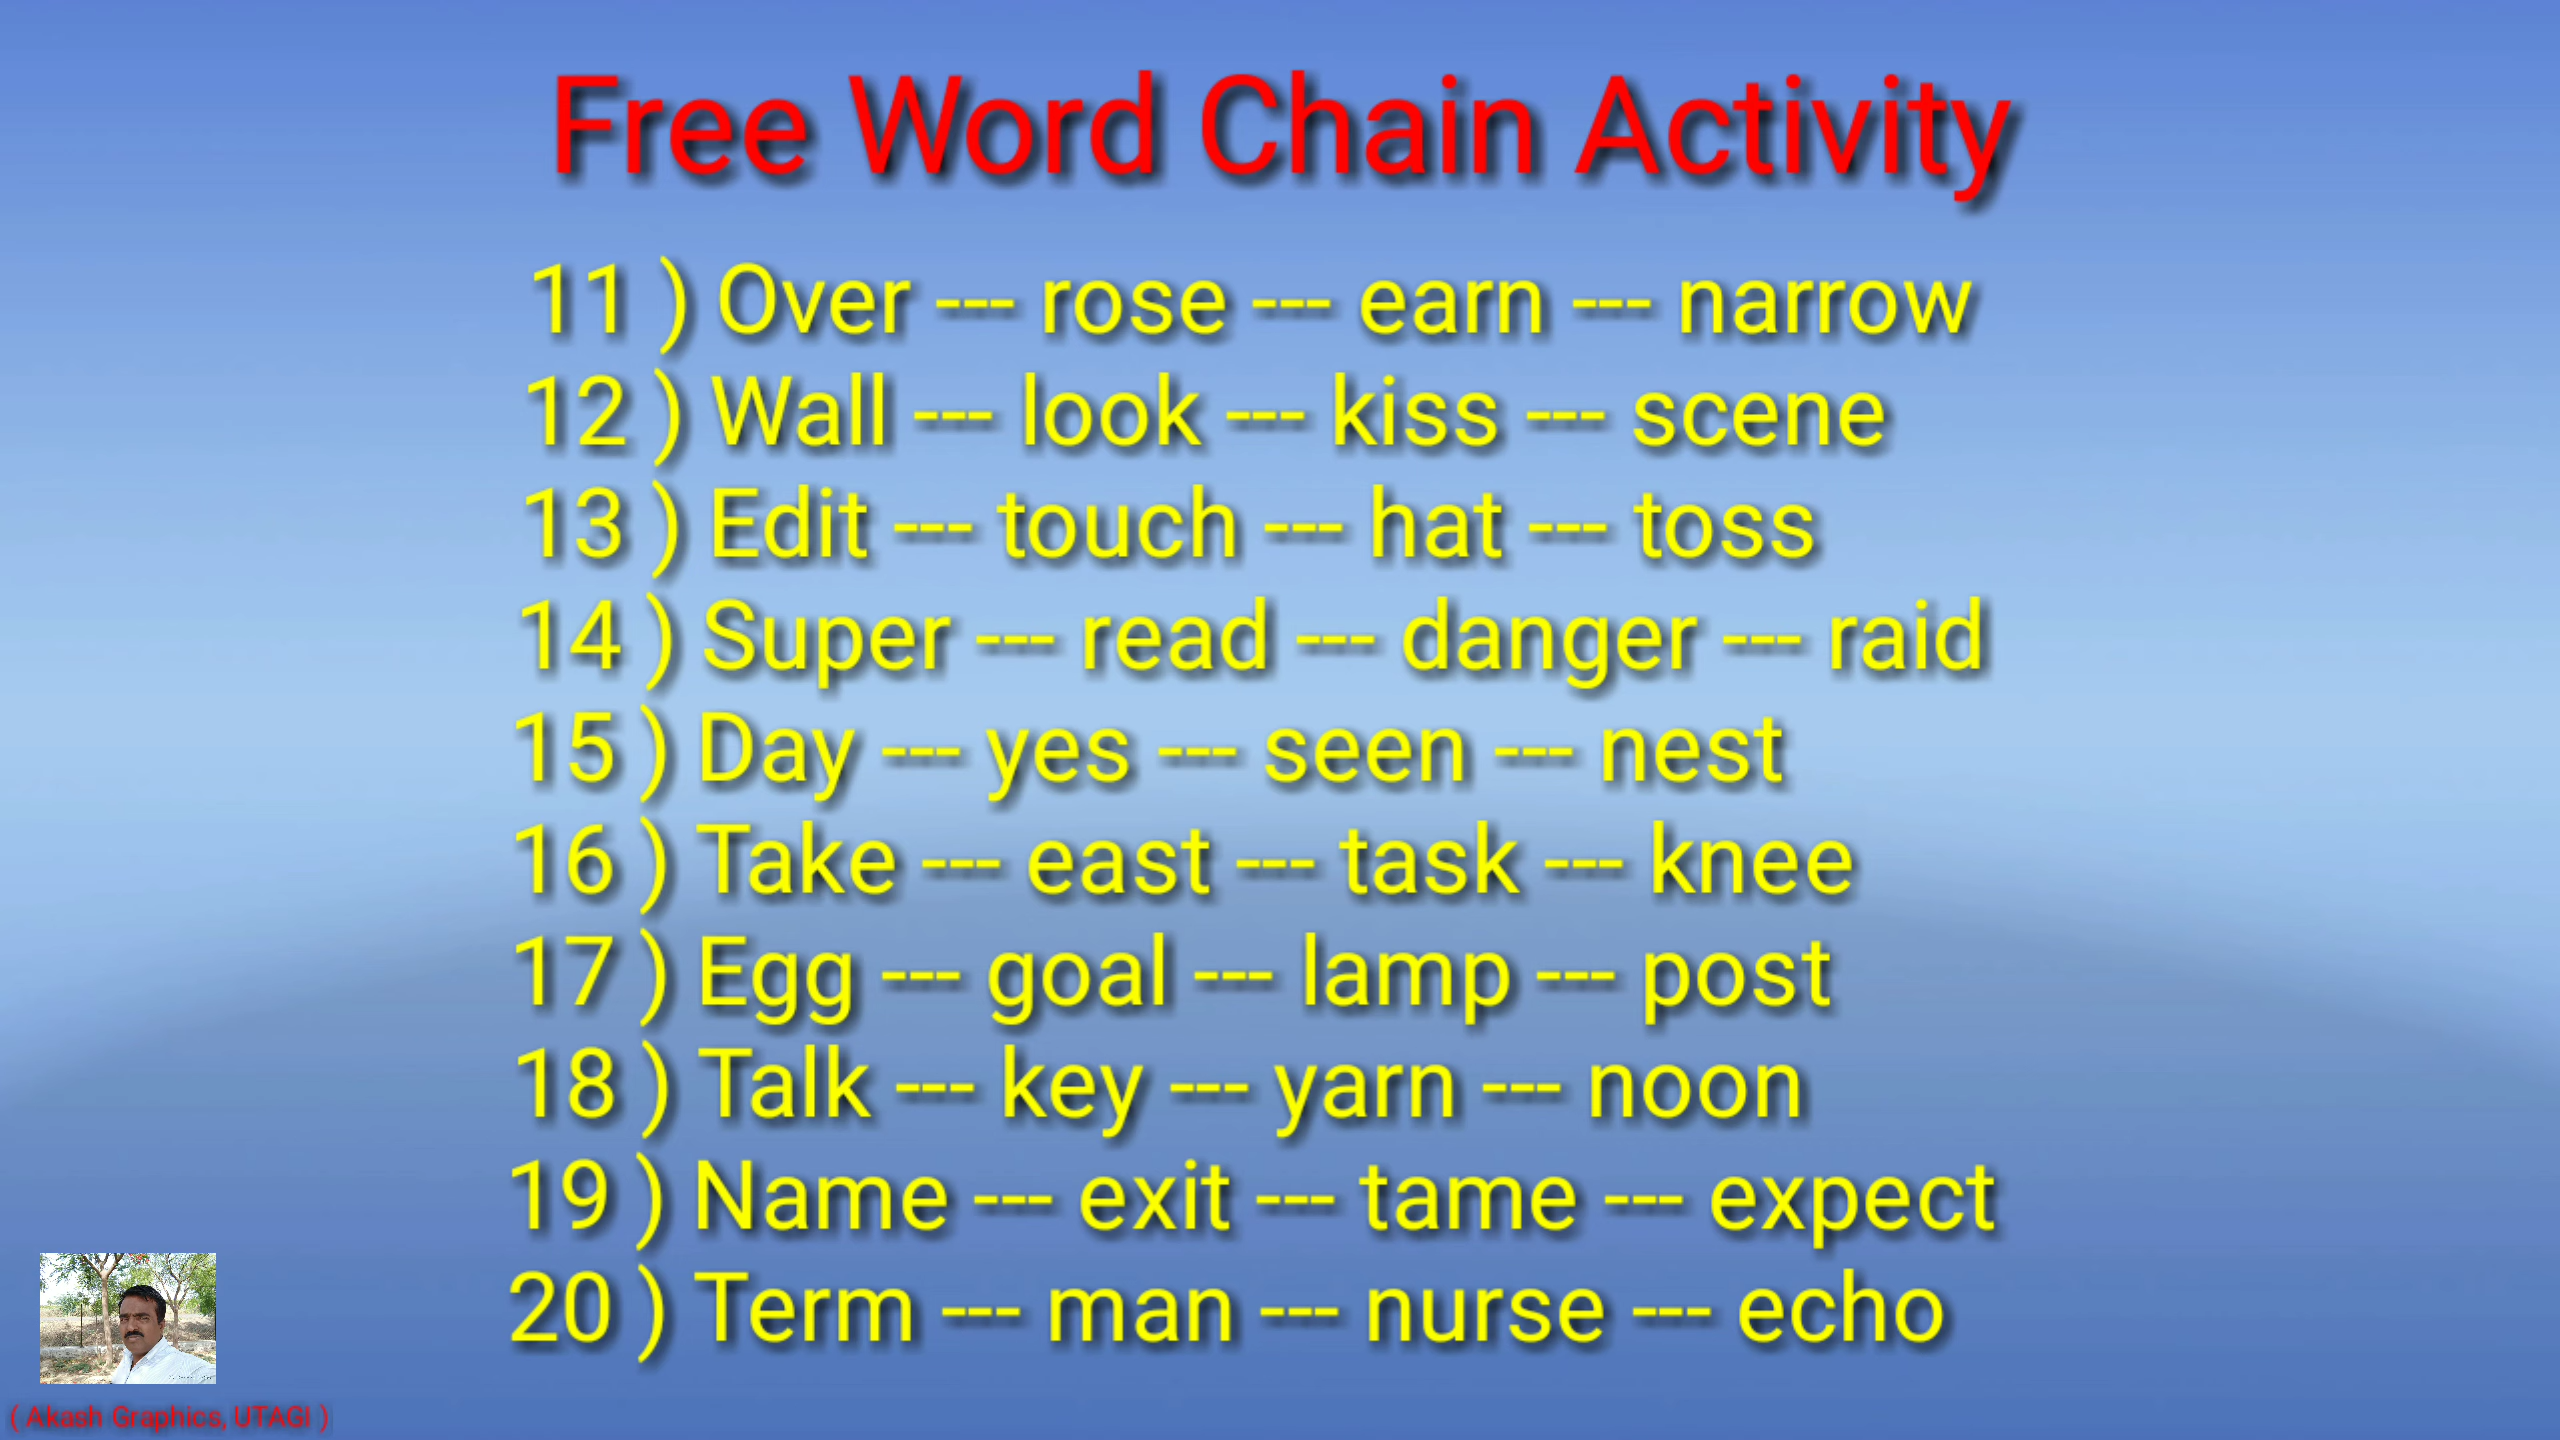 Free Word Chain Activity
11 ) Over --- rose --- earn --- narrow
12 ) Wall --- look --- kiss --- scene
13 ) Edit --- touch --- hat --- toss
14 ) Super --- read --- danger --- raid
15 ) Day --- yes --- seen --- nest
16 ) Take --- east --- task --- knee
17 ) Egg --- goal --- lamp --- post
18 ) Talk --- key --- yarn --- noon
19 ) Name --- exit --- tame --- expect
20 ) Term --- man --- nurse --- echo
( Akash Graphics, UTAGI )